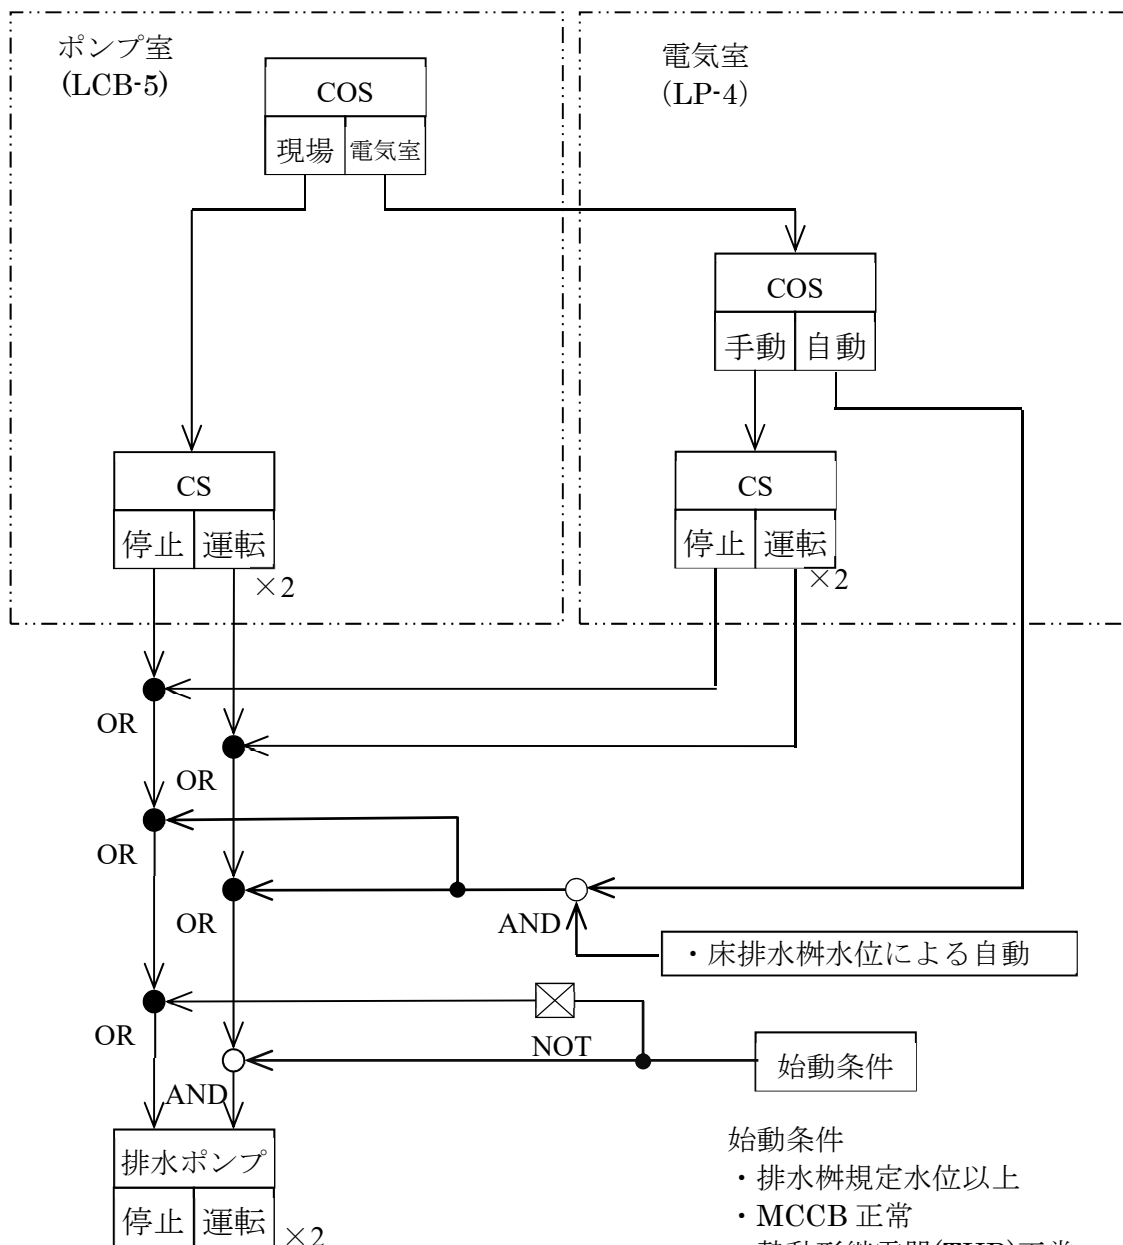 ポンプ室
(LCB-5)
COS
現場 電気室
電気室
(LP-4)
COS
手動 自動
CS
停止 運転
×2
CS
停止 運転
×2
OR
OR
OR
OR
AND
・床排水桝水位による自動
OR
NOT
始動条件
AND
排水ポンプ
停止 運転
×2
始動条件
・排水桝規定水位以上
・MCCB 正常